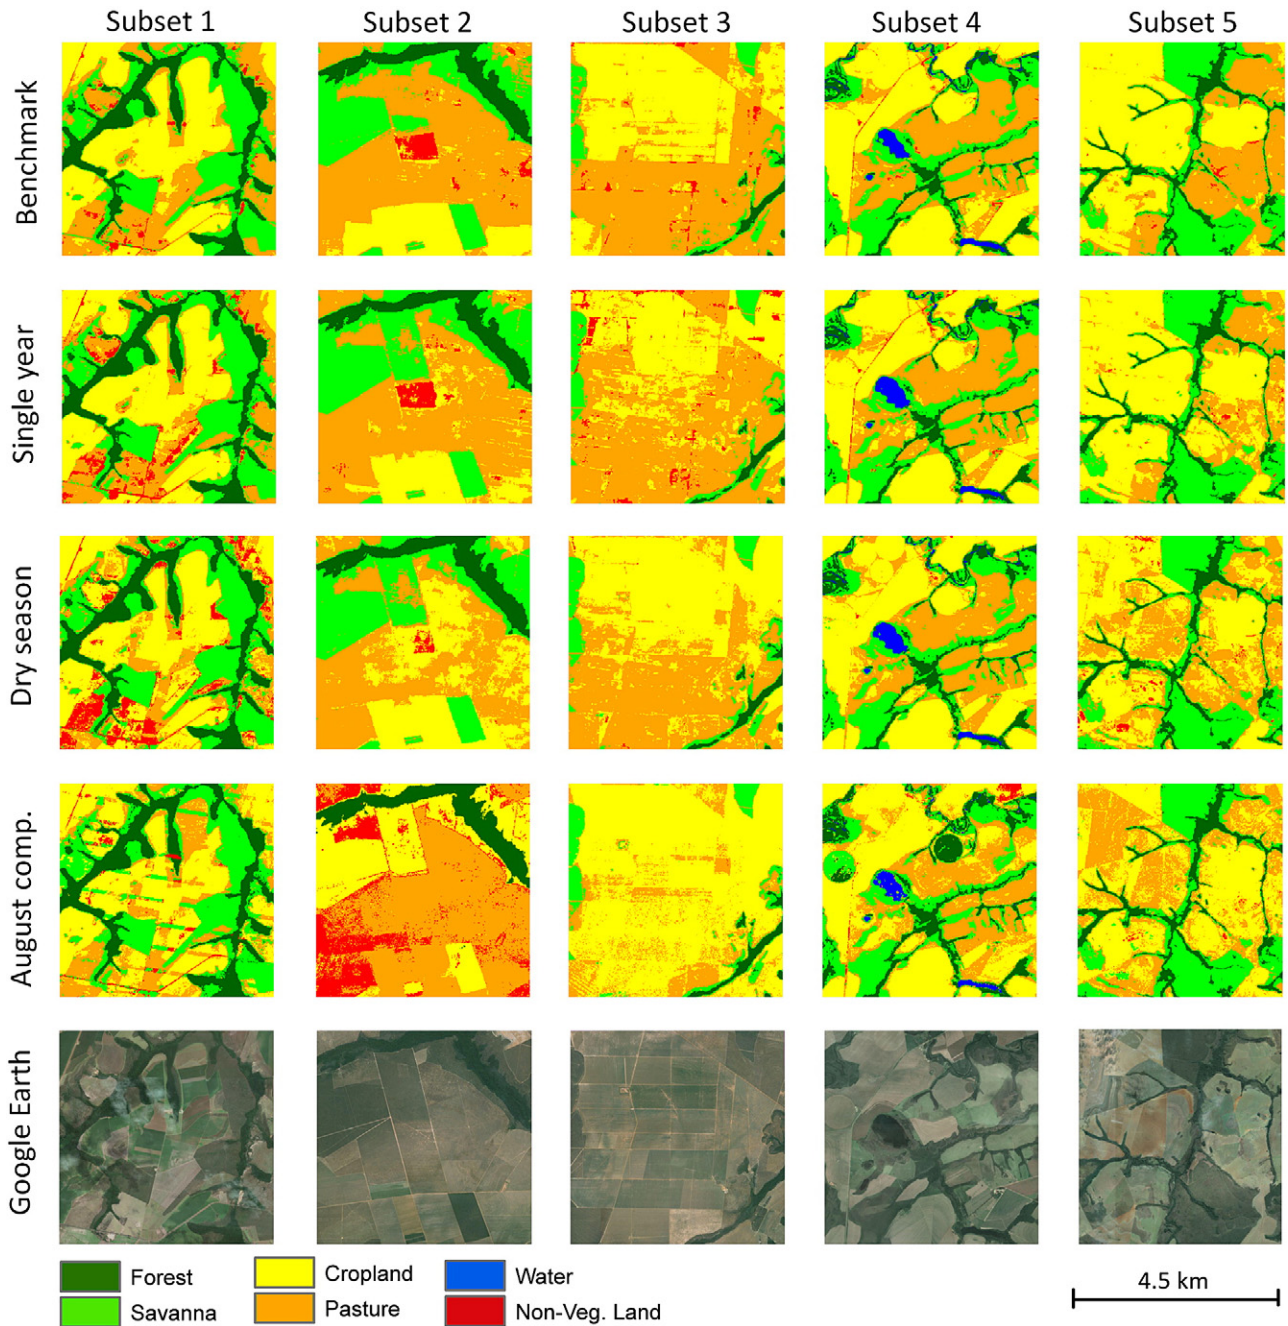 Subset 1 Subset 2 Subset 3 Subset 4 Subset 5
Benchmark
Single year
Dry season
August comp.
Google Earth
Forest Cropland Water
Savanna Pasture Non-Veg. Land
4.5 km